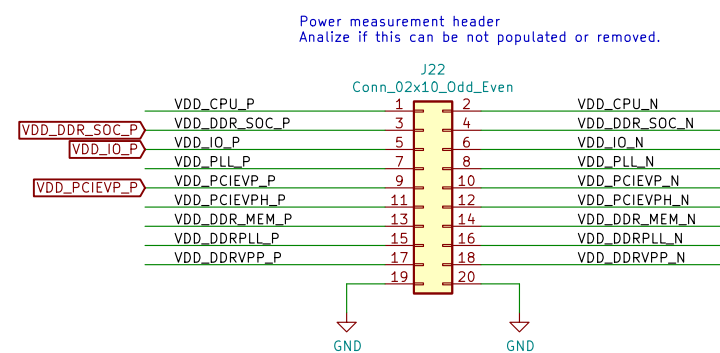 Power measurement header
Analize if this can be not populated or removed.
J22
Conn_02x10_Odd_Even
VDD_CPU_P 1 2 VDD_CPU_N
VDD_DDR_SOC_P VDD_DDR_SOC_P 3 4 VDD_DDR_SOC_N
VDD_IO_P VDD_IO_P 5 6 VDD_IO_N
VDD_PLL_P 7 8 VDD_PLL_N
VDD_PCIEVP_P VDD_PCIEVP_P 9 10 VDD_PCIEVP_N
VDD_PCIEVPH_P 11 12 VDD_PCIEVPH_N
VDD_DDR_MEM_P 13 14 VDD_DDR_MEM_N
VDD_DDRPLL_P 15 16 VDD_DDRPLL_N
VDD_DDRVPP_P 17 18 VDD_DDRVPP_N
19 20
GND GND